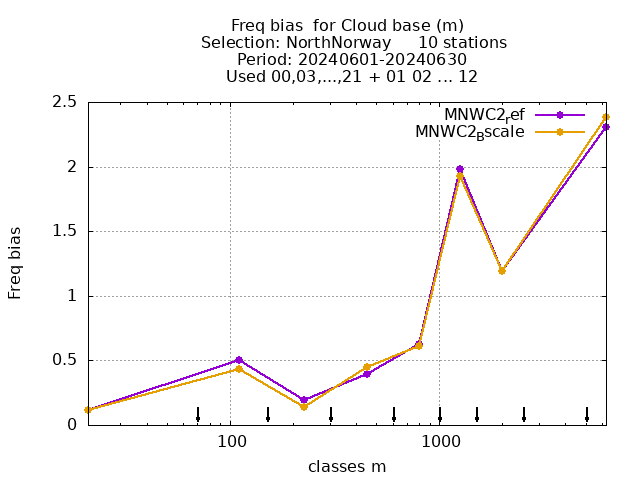 Freq bias  for Cloud base (m)
Selection: NorthNorway     10 stations
Period: 20240601-20240630
Used 00,03,...,21 + 01 02 ... 12
MNWC2ref
MNWC2Bscale
2.5
2
1.5
1
0.5
0
Freq bias
100
1000
classes m